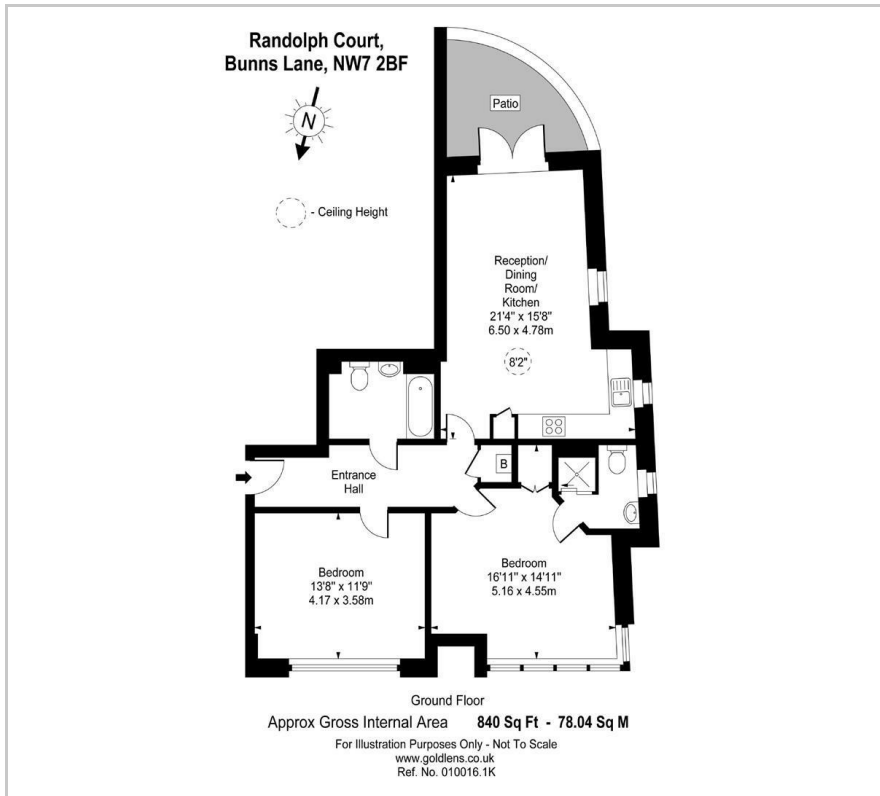 Randolph Court,
Bunns Lane, NW7 2BF
N
- Ceiling Height
Patio
Reception/
Dining
Room/
Kitchen
21'4" x 15'8"
6.50 x 4.78m
8'2"
Entrance
Hall
B
Bedroom
13'8" x 11'9"
4.17 x 3.58m
Bedroom
16'11" x 14'11"
5.16 x 4.55m
Ground Floor
Approx Gross Internal Area 840 Sq Ft - 78.04 Sq M
For Illustration Purposes Only - Not To Scale
www.goldlens.co.uk
Ref. No. 010016.1K